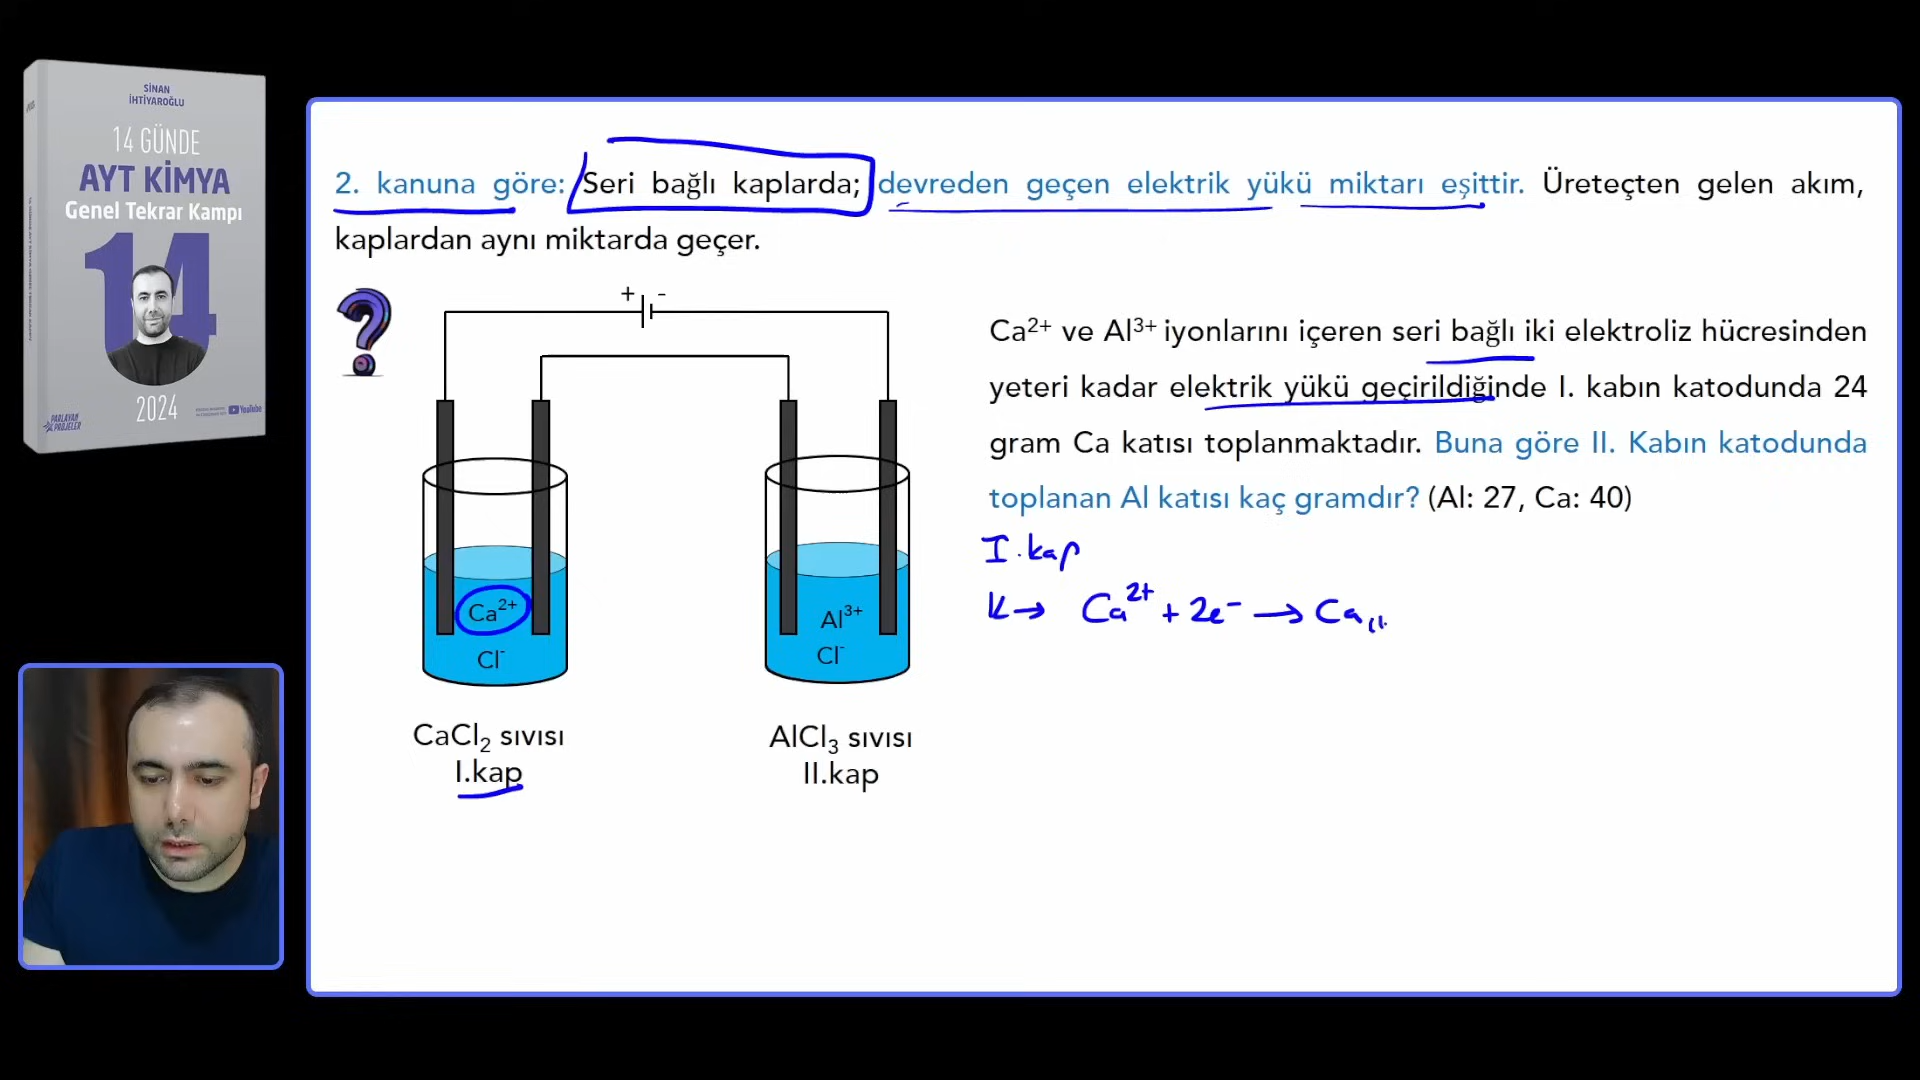 SİNAN
İHTİYAROĞLU
14 GÜNDE
AYT KİMYA
Genel Tekrar Kampı
14
2024
PARLAYAN
PROJELER
YouTube
2. kanuna göre: Seri bağlı kaplarda; devreden geçen elektrik yükü miktarı eşittir. Üreteçten gelen akım,
kaplardan aynı miktarda geçer.
+ -
Ca²⁺ ve Al³⁺ iyonlarını içeren seri bağlı iki elektroliz hücresinden
yeteri kadar elektrik yükü geçirildiğinde I. kabın katodunda 24
gram Ca katısı toplanmaktadır. Buna göre II. Kabın katodunda
toplanan Al katısı kaç gramdır? (Al: 27, Ca: 40)
I.kap
K→ Ca²⁺ + 2e⁻ → Ca
Ca²⁺
Cl⁻
Al³⁺
Cl⁻
CaCl₂ sıvısı
I.kap
AlCl₃ sıvısı
II.kap